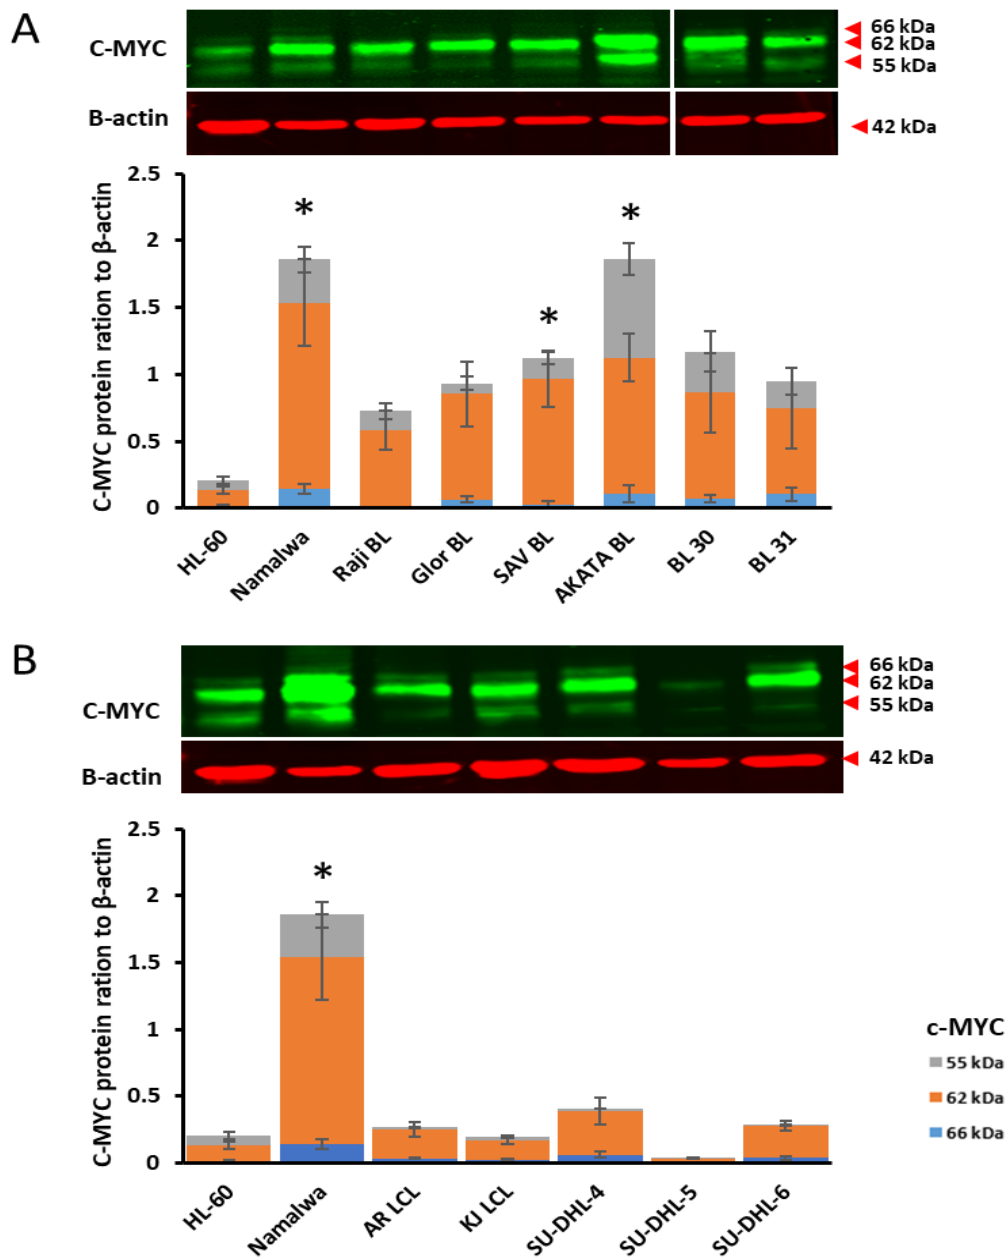 A
C-MYC
66 kDa
62 kDa
55 kDa
B-actin
42 kDa
C-MYC protein ration to β-actin
2.5
2
1.5
1
0.5
0
*
*
*
HL-60
Namalwa
Raji BL
Glor BL
SAV BL
AKATA BL
BL 30
BL 31
B
C-MYC
66 kDa
62 kDa
55 kDa
B-actin
42 kDa
C-MYC protein ration to β-actin
2.5
2
1.5
1
0.5
0
*
HL-60
Namalwa
AR LCL
KJ LCL
SU-DHL-4
SU-DHL-5
SU-DHL-6
c-MYC
55 kDa
62 kDa
66 kDa